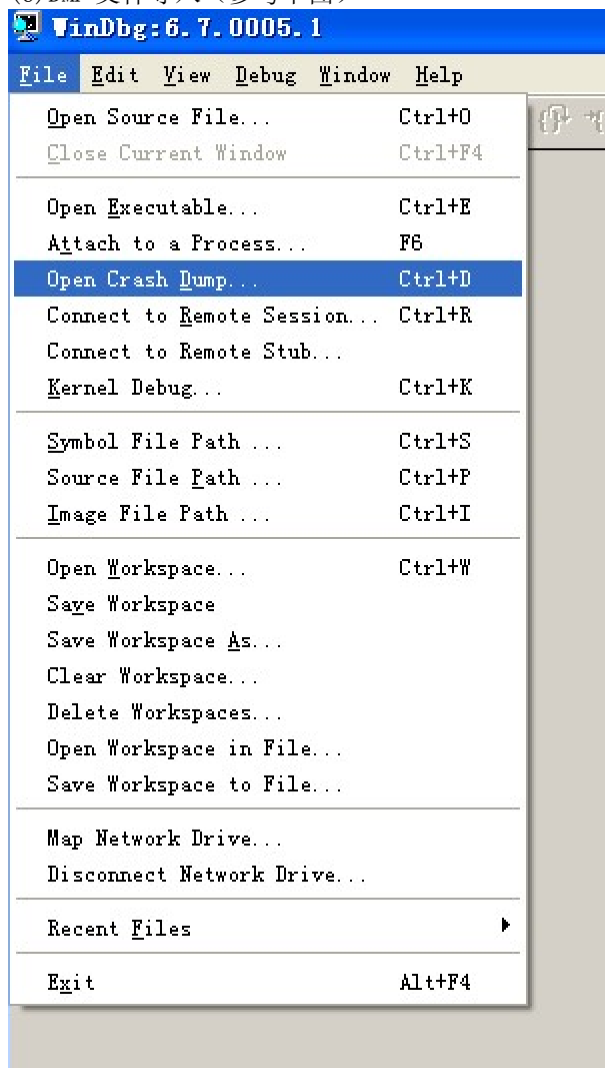 WinDbg:6.7.0005.1
File Edit View Debug Window Help
Open Source File... Ctrl+O
Close Current Window Ctrl+F4
Open Executable... Ctrl+E
Attach to a Process... F6
Open Crash Dump... Ctrl+D
Connect to Remote Session... Ctrl+R
Connect to Remote Stub...
Kernel Debug... Ctrl+K
Symbol File Path ... Ctrl+S
Source File Path ... Ctrl+P
Image File Path ... Ctrl+I
Open Workspace... Ctrl+W
Save Workspace
Save Workspace As...
Clear Workspace...
Delete Workspaces...
Open Workspace in File...
Save Workspace to File...
Map Network Drive...
Disconnect Network Drive...
Recent Files
Exit Alt+F4